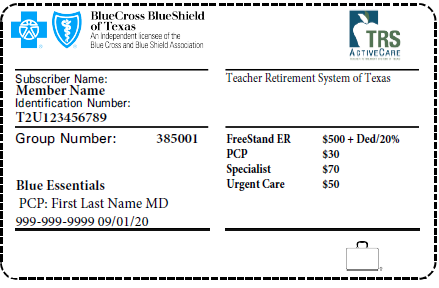 BlueCross BlueShield
of Texas
An Independent licensee of the
Blue Cross and Blue Shield Association
TRS
ACTIVECARE
Subscriber Name:
Member Name
Identification Number:
T2U123456789
Teacher Retirement System of Texas
Group Number: 385001
Blue Essentials
PCP: First Last Name MD
999-999-9999 09/01/20
FreeStand ER $500 + Ded/20%
PCP $30
Specialist $70
Urgent Care $50